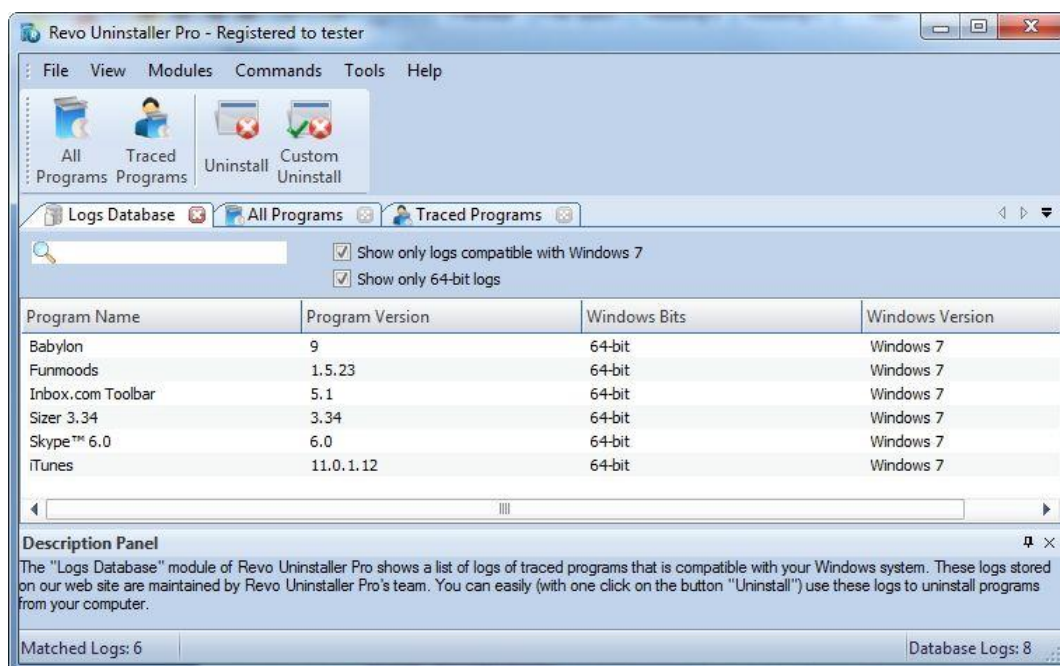 Revo Uninstaller Pro - Registered to tester
File View Modules Commands Tools Help
All Programs
Traced Programs
Uninstall
Custom Uninstall
Logs Database All Programs Traced Programs
Show only logs compatible with Windows 7
Show only 64-bit logs
Program Name Program Version Windows Bits Windows Version
Babylon 9 64-bit Windows 7
Funmoods 1.5.23 64-bit Windows 7
Inbox.com Toolbar 5.1 64-bit Windows 7
Sizer 3.34 3.34 64-bit Windows 7
Skype™ 6.0 6.0 64-bit Windows 7
iTunes 11.0.1.12 64-bit Windows 7
Description Panel
The "Logs Database" module of Revo Uninstaller Pro shows a list of logs of traced programs that is compatible with your Windows system. These logs stored
on our web site are maintained by Revo Uninstaller Pro's team. You can easily (with one click on the button "Uninstall") use these logs to uninstall programs
from your computer.
Matched Logs: 6 Database Logs: 8